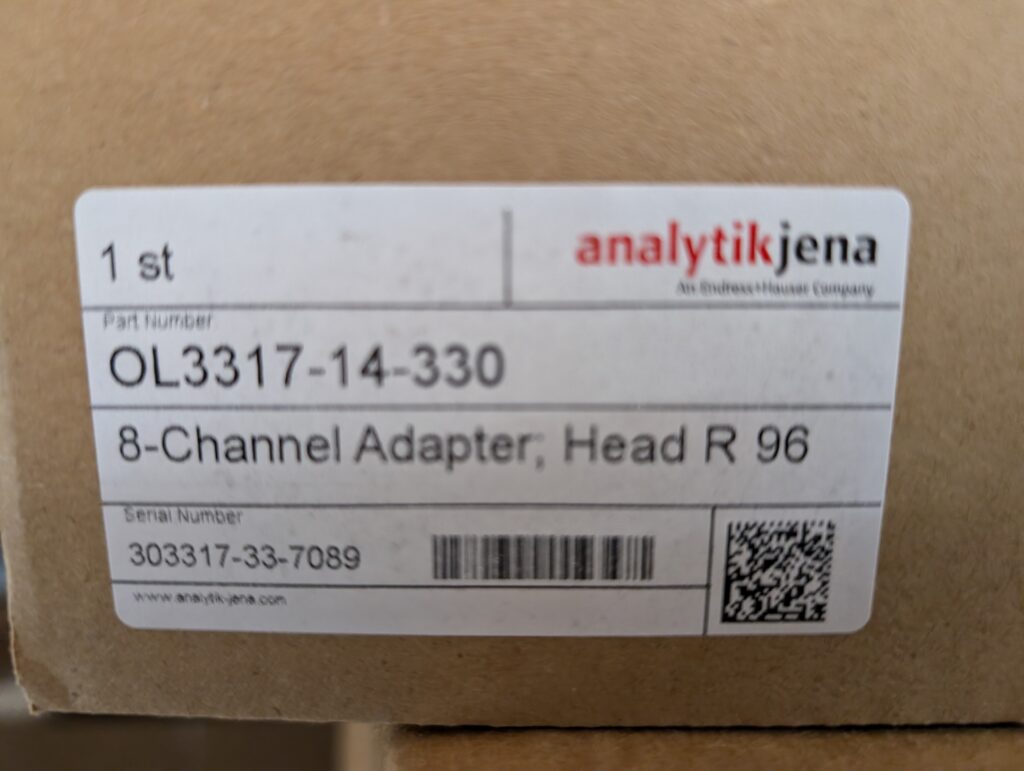 1 st
analytikjena
An Endress+Hauser Company
Part Number
OL3317-14-330
8-Channel Adapter; Head R 96
Serial Number
303317-33-7089
www.analytik-jena.com